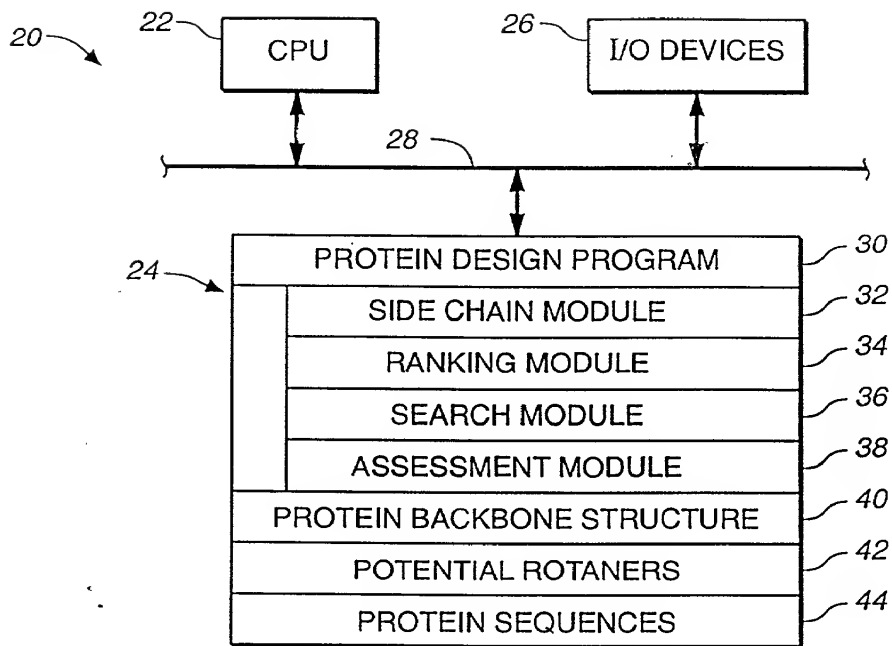 20
22
CPU
26
I/O DEVICES
28
24
PROTEIN DESIGN PROGRAM 30
SIDE CHAIN MODULE 32
RANKING MODULE 34
SEARCH MODULE 36
ASSESSMENT MODULE 38
PROTEIN BACKBONE STRUCTURE 40
POTENTIAL ROTANERS 42
PROTEIN SEQUENCES 44